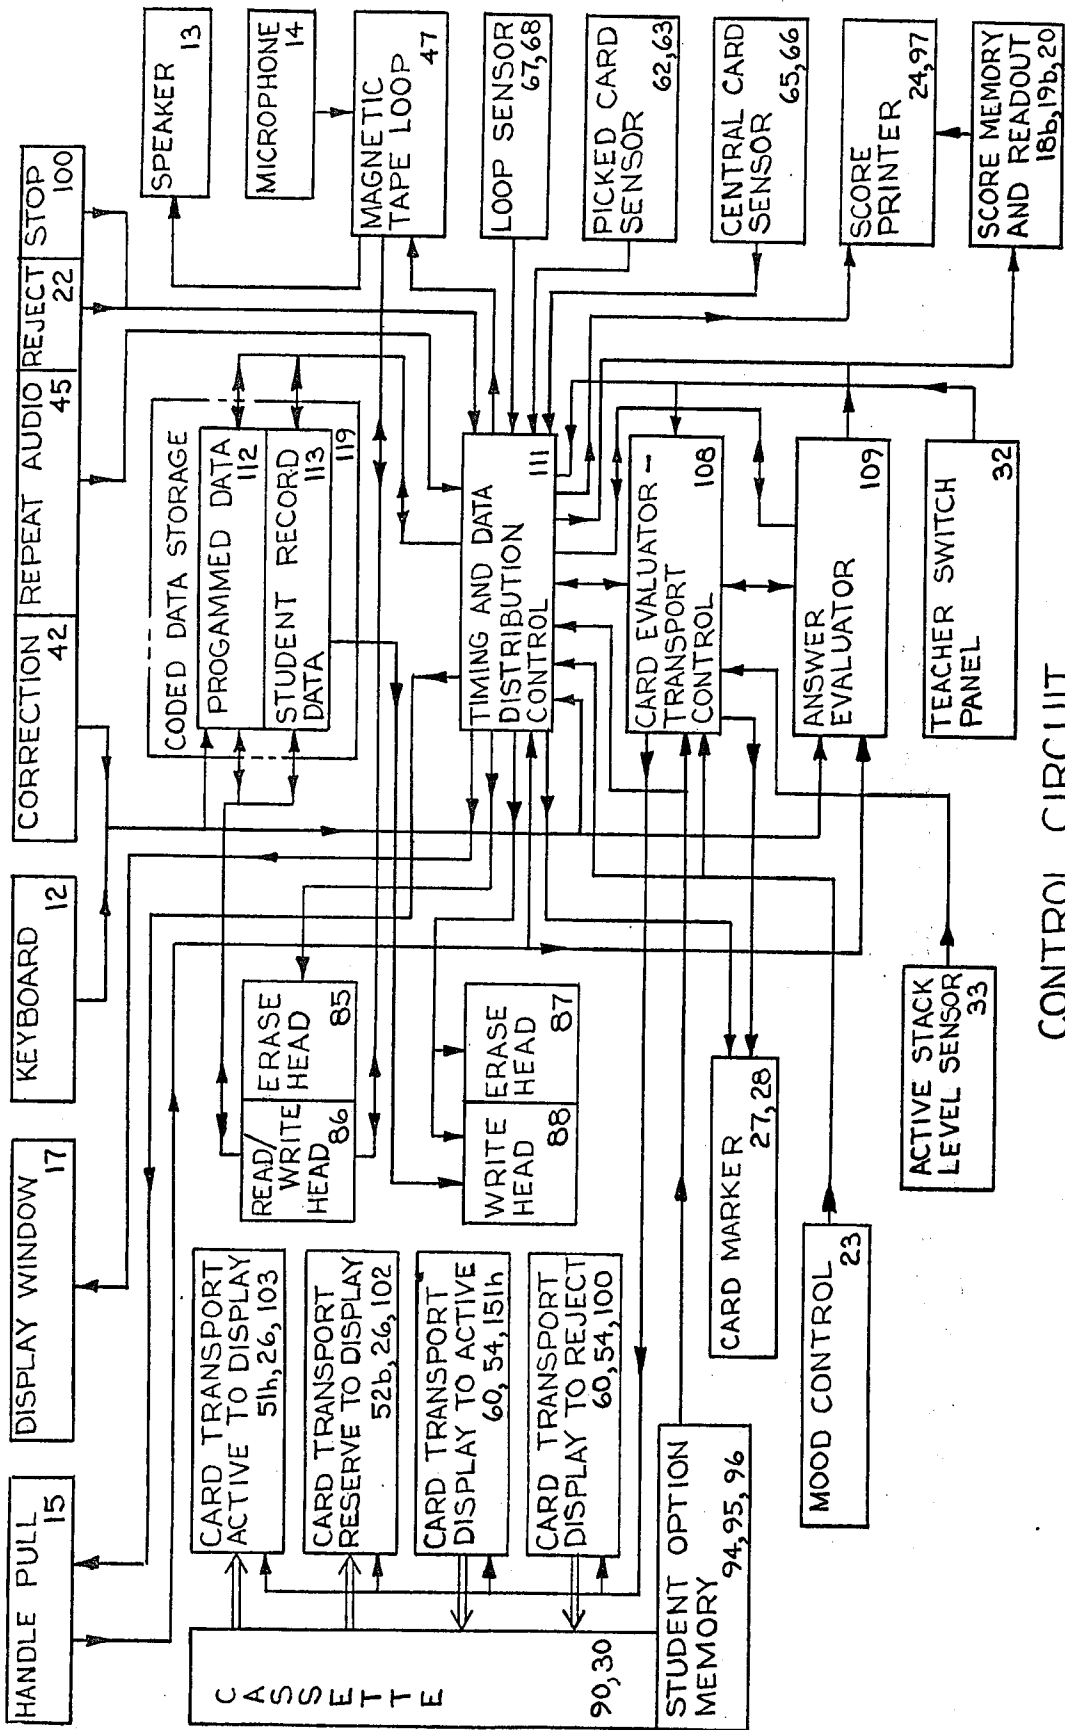 HANDLE PULL
15
DISPLAY WINDOW
17
KEYBOARD
12
CORRECTION
42
REPEAT AUDIO
45
REJECT
22
STOP
100
SPEAKER
13
MICROPHONE
14
MAGNETIC
TAPE LOOP
47
LOOP SENSOR
67,68
PICKED CARD
SENSOR
62,63
CENTRAL CARD
SENSOR
65,66
SCORE
PRINTER
24,97
SCORE MEMORY
AND READOUT
18b,19b,20
CODED DATA STORAGE
PROGAMMED DATA
112
STUDENT RECORD
DATA
113
119
TIMING AND DATA
DISTRIBUTION
CONTROL
111
CARD EVALUATOR-
TRANSPORT
CONTROL
108
ANSWER
EVALUATOR
109
TEACHER SWITCH
PANEL
32
READ/
WRITE
HEAD
86
ERASE
HEAD
85
WRITE
HEAD
88
ERASE
HEAD
87
CASSETTE
90,30
CARD TRANSPORT
ACTIVE TO DISPLAY
51h,26,103
CARD TRANSPORT
RESERVE TO DISPLAY
52b,26,102
CARD TRANSPORT
DISPLAY TO ACTIVE
60,54,151h
CARD TRANSPORT
DISPLAY TO REJECT
60,54,100
STUDENT OPTION
MEMORY
94,95,96
CARD MARKER
27,28
MOOD CONTROL
23
ACTIVE STACK
LEVEL SENSOR
33
CONTROL CIRCUIT